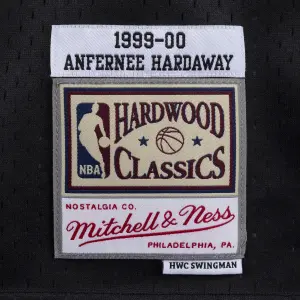 1999-00
ANFERNEE HARDAWAY
HARDWOOD
NBA
CLASSICS
NOSTALGIA CO.
Mitchell & Ness
PHILADELPHIA, PA.
HWC SWINGMAN